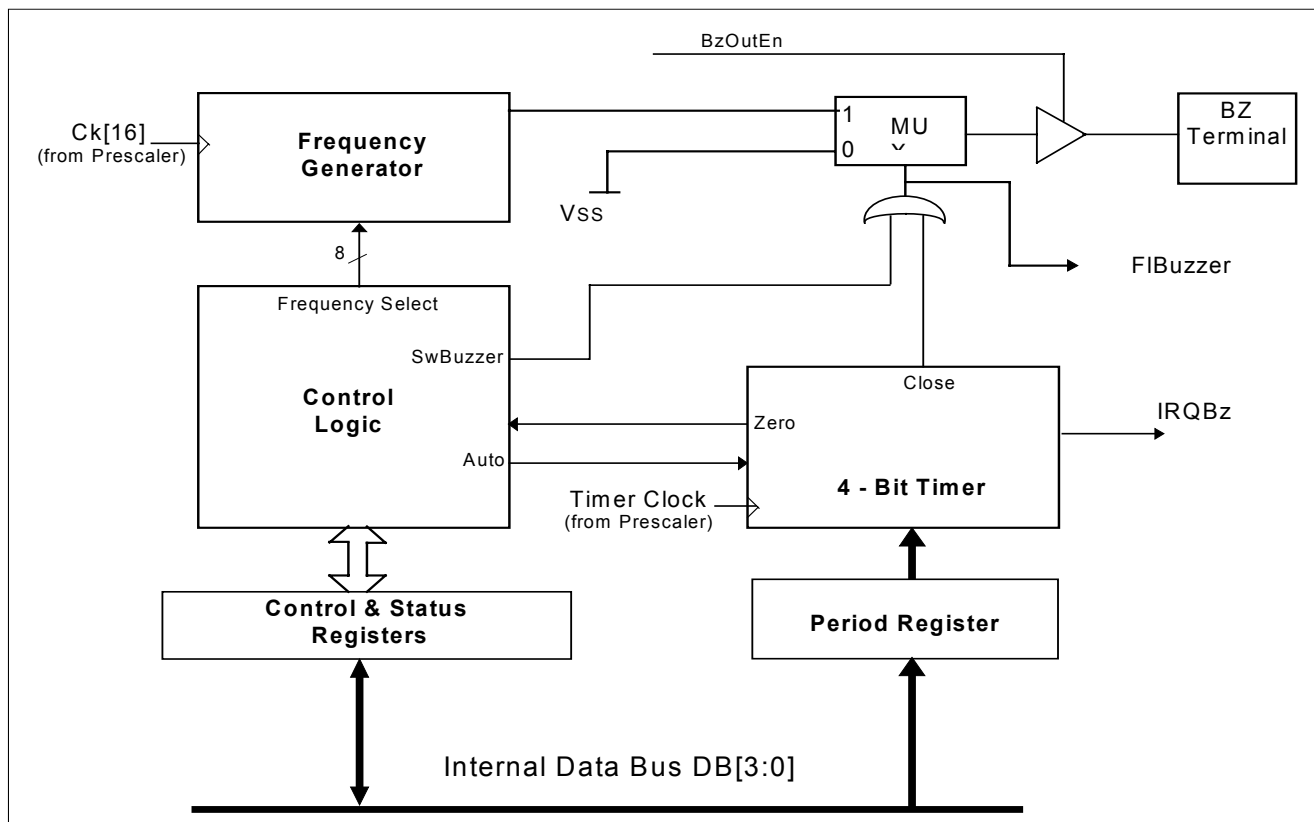 BzOutEn
Ck[16]
(from Prescaler)
Frequency
Generator
1
0
MU
BZ
Terminal
Vss
8
FlBuzzer
Frequency Select
SwBuzzer
Control
Logic
Auto
Close
Zero
4 - Bit Timer
IRQBz
Timer Clock
(from Prescaler)
Control & Status
Registers
Period Register
Internal Data Bus DB[3:0]